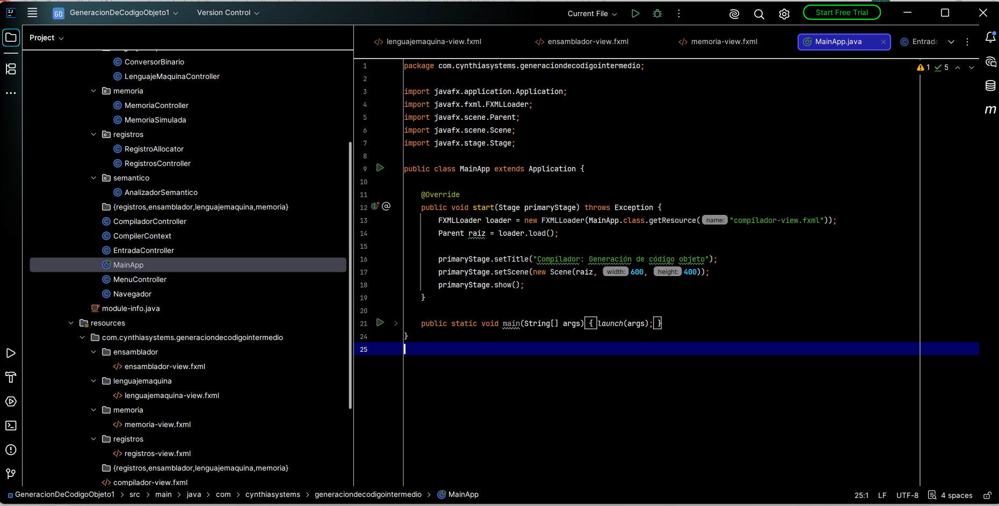 GD GeneracionDeCodigoObjeto1 Version Control Current File Start Free Trial
Project
ConversorBinario
LenguajeMaquinaController
memoria
MemoriaController
MemoriaSimulada
registros
RegistroAllocator
RegistrosController
semantico
AnalizadorSemantico
{registros,ensamblador,lenguajemaquina,memoria}
CompiladorController
CompilerContext
EntradaController
MainApp
MenuController
Navegador
module-info.java
resources
com.cynthiasystems.generaciondecodigointermedio
ensamblador
ensamblador-view.fxml
lenguajemaquina
lenguajemaquina-view.fxml
memoria
memoria-view.fxml
registros
registros-view.fxml
{registros,ensamblador,lenguajemaquina,memoria}
compilador-view.fxml
lenguajemaquina-view.fxml ensamblador-view.fxml memoria-view.fxml MainApp.java Entrada
1 5
1 package com.cynthiasystems.generaciondecodigointermedio;
2
3 import javafx.application.Application;
4 import javafx.fxml.FXMLLoader;
5 import javafx.scene.Parent;
6 import javafx.scene.Scene;
7 import javafx.stage.Stage;
8
9 public class MainApp extends Application {
10
11 @Override
12 public void start(Stage primaryStage) throws Exception {
13 FXMLLoader loader = new FXMLLoader(MainApp.class.getResource( name: "compilador-view.fxml"));
14 Parent raiz = loader.load();
15
16 primaryStage.setTitle("Compilador: Generación de código objeto");
17 primaryStage.setScene(new Scene(raiz, width: 600, height: 400));
18 primaryStage.show();
19 }
20
21 public static void main(String[] args) { launch(args); }
24 }
25
m
GeneracionDeCodigoObjeto1 > src > main > java > com > cynthiasystems > generaciondecodigointermedio > MainApp
25:1 LF UTF-8 4 spaces